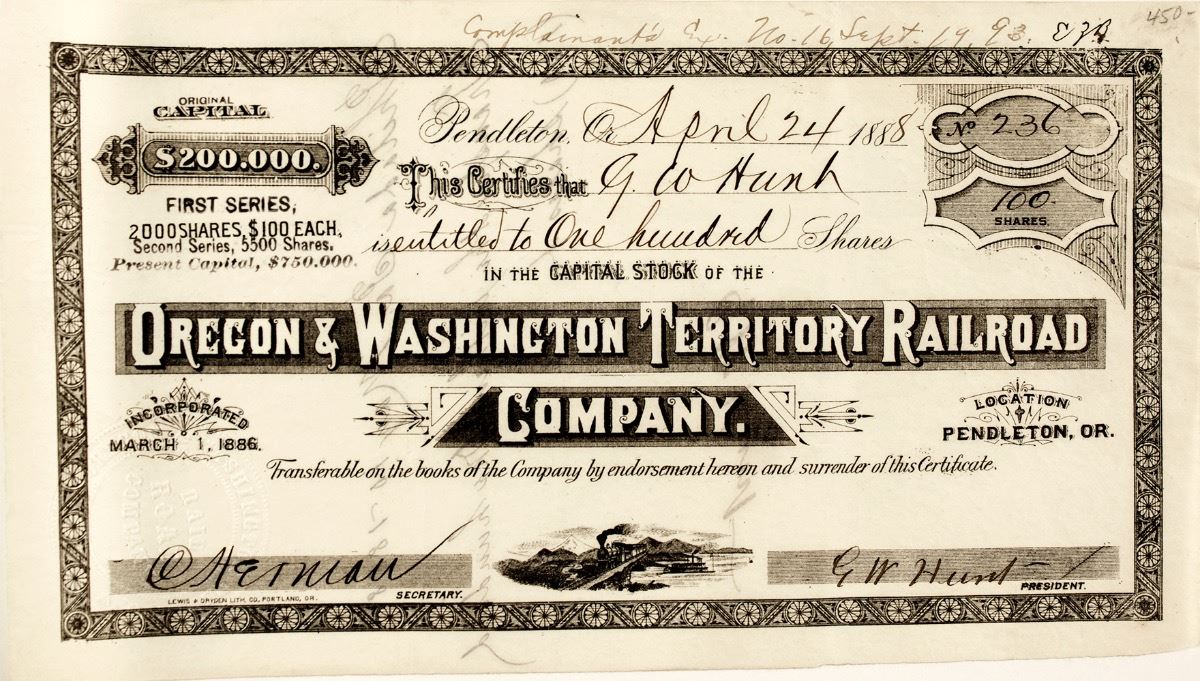 450-
Complainants Ex. No. 16, Sept. 19, 93.
ORIGINAL
CAPITAL
$200.000.
FIRST SERIES,
2000 SHARES, $100 EACH,
Second Series, 5500 Shares.
Present Capital, $750.000.
Pendleton, Or April 24 1888
No 236
This Certifies that G. W Hunt
100.
SHARES.
is entitled to One hundred Shares
IN THE CAPITAL STOCK OF THE
OREGON & WASHINGTON TERRITORY RAILROAD
COMPANY.
INCORPORATED
MARCH 1, 1886.
LOCATION
PENDLETON, OR.
Transferable on the books of the Company by endorsement hereon and surrender of this Certificate.
SECRETARY.
G W Hunt
PRESIDENT.
LEWIS & DRYDEN LITH. CO. PORTLAND, OR.